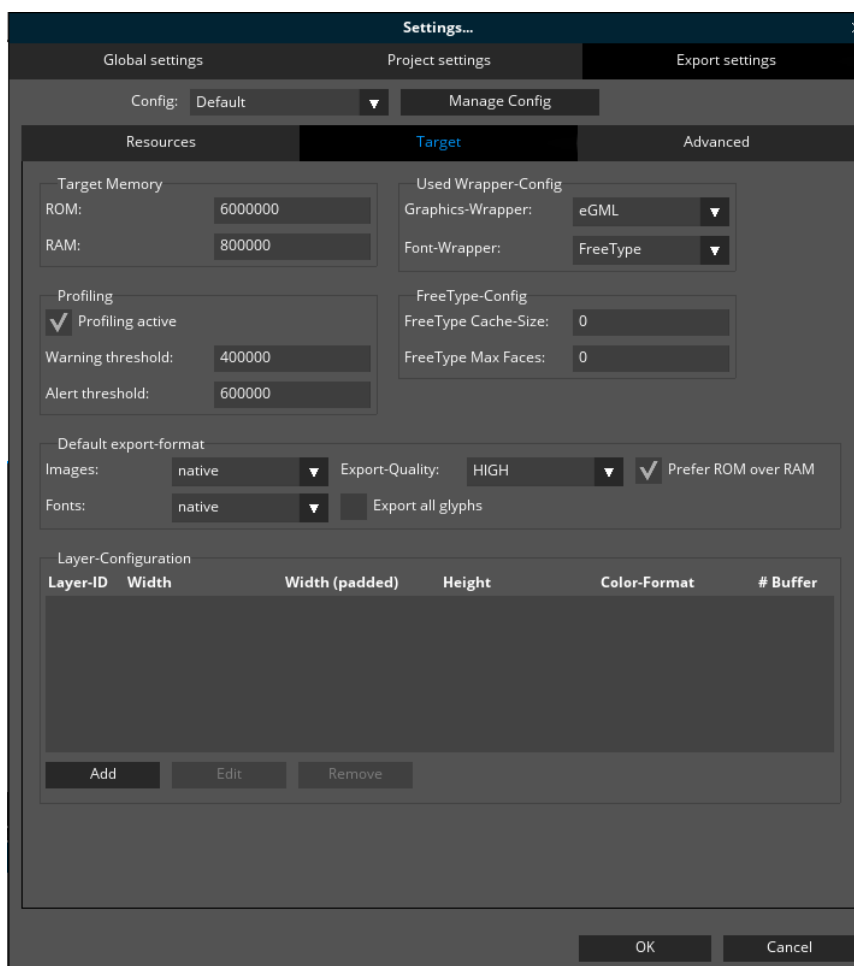 Settings...
Global settings Project settings Export settings
Config: Default Manage Config
Resources Target Advanced
Target Memory Used Wrapper-Config
ROM: 6000000 Graphics-Wrapper: eGML
RAM: 800000 Font-Wrapper: FreeType
Profiling FreeType-Config
Profiling active FreeType Cache-Size: 0
Warning threshold: 400000 FreeType Max Faces: 0
Alert threshold: 600000
Default export-format
Images: native Export-Quality: HIGH Prefer ROM over RAM
Fonts: native Export all glyphs
Layer-Configuration
Layer-ID Width Width (padded) Height Color-Format # Buffer
Add Edit Remove
OK Cancel